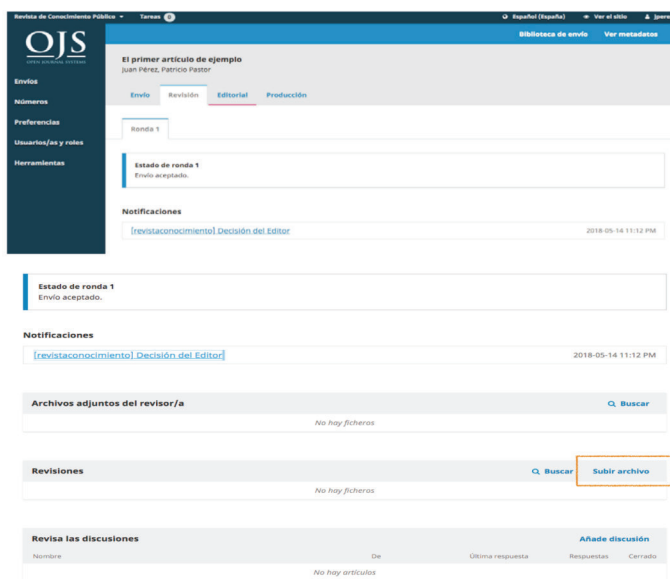 Revista de Conocimiento Público Tareas 0 Español (España) Ver el sitio jpere
Biblioteca de envío Ver metadatos
OJS
OPEN JOURNAL SYSTEMS
El primer artículo de ejemplo
Juan Pérez, Patricio Pastor
Envíos
Números
Preferencias
Usuarios/as y roles
Herramientas
Envío Revisión Editorial Producción
Ronda 1
Estado de ronda 1
Envío aceptado.
Notificaciones
[revistaconocimiento] Decisión del Editor 2018-05-14 11:12 PM
Estado de ronda 1
Envío aceptado.
Notificaciones
[revistaconocimiento] Decisión del Editor 2018-05-14 11:12 PM
Archivos adjuntos del revisor/a Buscar
No hay ficheros
Revisiones Buscar Subir archivo
No hay ficheros
Revisa las discusiones Añade discusión
Nombre De Última respuesta Respuestas Cerrado
No hay artículos